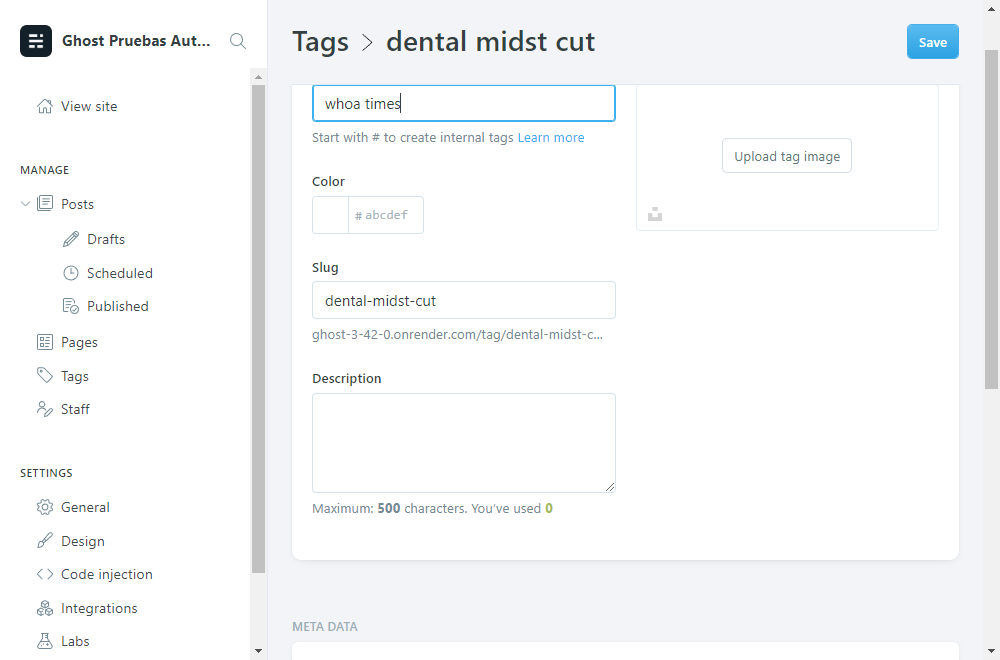 Ghost Pruebas Aut...
View site
MANAGE
Posts
Drafts
Scheduled
Published
Pages
Tags
Staff
SETTINGS
General
Design
Code injection
Integrations
Labs
Tags > dental midst cut
Save
whoa times
Start with # to create internal tags Learn more
Upload tag image
Color
# abcdef
Slug
dental-midst-cut
ghost-3-42-0.onrender.com/tag/dental-midst-c...
Description
Maximum: 500 characters. You've used 0
META DATA